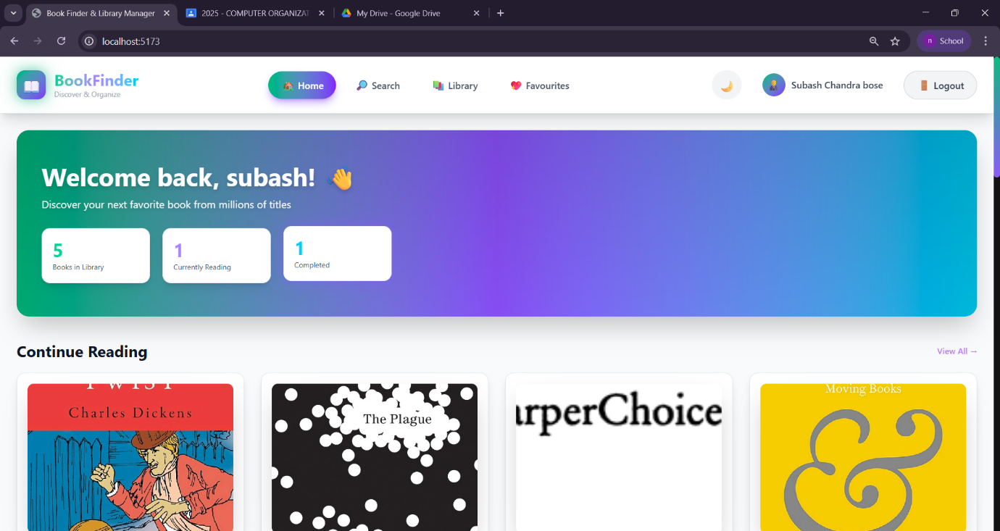 Book Finder & Library Manager
2025 - COMPUTER ORGANIZAT
My Drive - Google Drive
localhost:5173
n
School
BookFinder
Discover & Organize
Home
Search
Library
Favourites
Subash Chandra bose
Logout
Welcome back, subash!
Discover your next favorite book from millions of titles
5
Books in Library
1
Currently Reading
1
Completed
Continue Reading
View All →
TWIST
Charles Dickens
The Plague
arperChoice
Moving Books
&